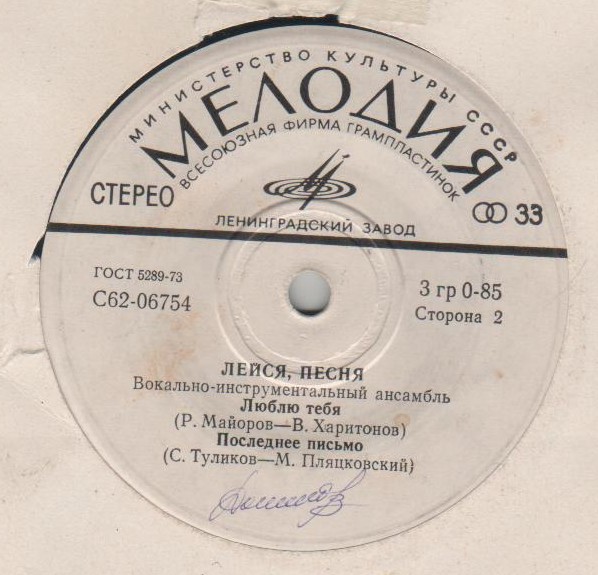 МИНИСТЕРСТВО КУЛЬТУРЫ СССР
МЕЛОДИЯ
ВСЕСОЮЗНАЯ ФИРМА ГРАМПЛАСТИНОК
СТЕРЕО
33
ЛЕНИНГРАДСКИЙ ЗАВОД
ГОСТ 5289-73
С62-06754
3 гр 0-85
Сторона 2
ЛЕЙСЯ, ПЕСНЯ
Вокально-инструментальный ансамбль
Люблю тебя
(Р. Майоров—В. Харитонов)
Последнее письмо
(С. Туликов—М. Пляцковский)